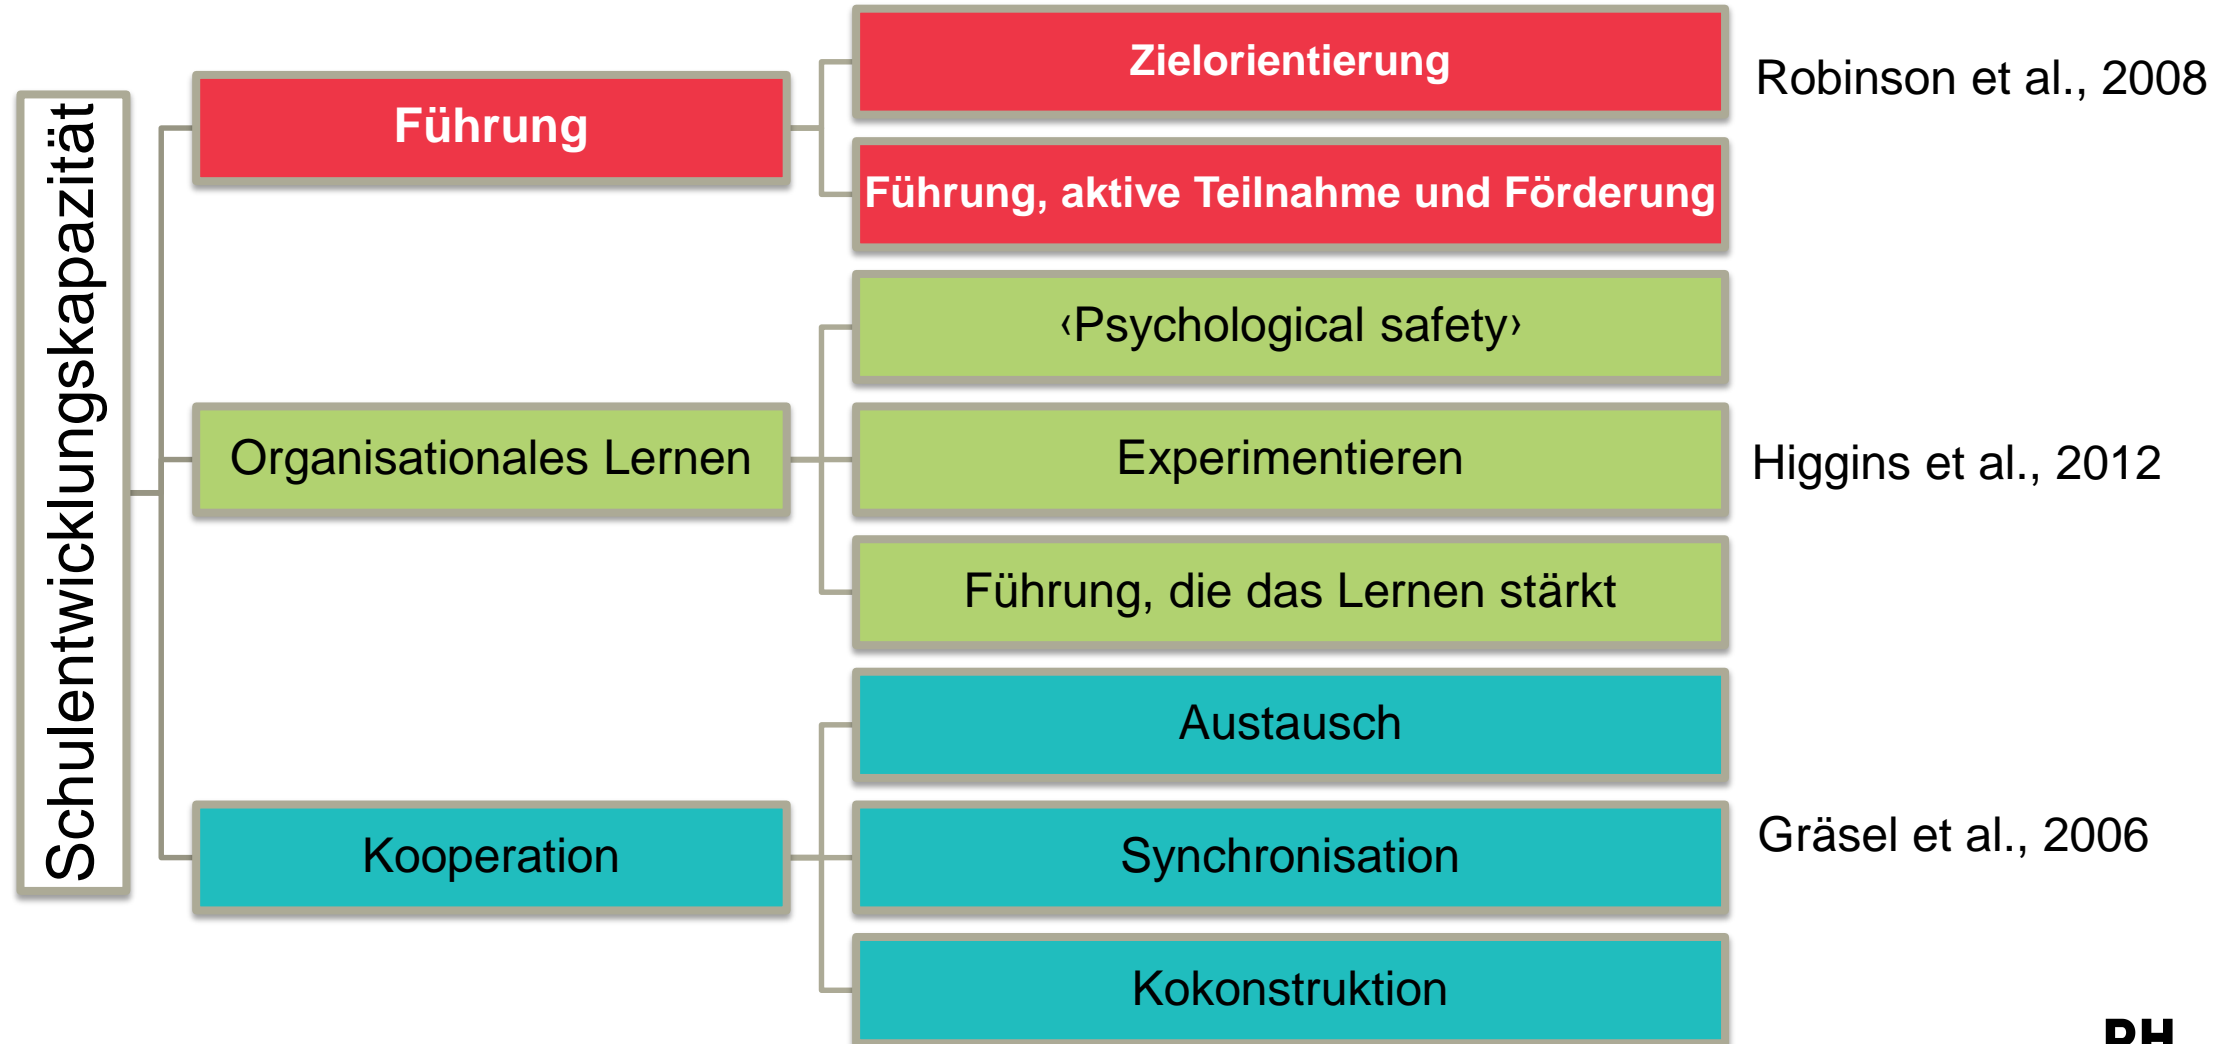 Schulentwicklungskapazität
Führung
Zielorientierung
Robinson et al., 2008
Führung, aktive Teilnahme und Förderung
Organisationales Lernen
‹Psychological safety›
Experimentieren
Higgins et al., 2012
Führung, die das Lernen stärkt
Kooperation
Austausch
Synchronisation
Gräsel et al., 2006
Kokonstruktion
PH